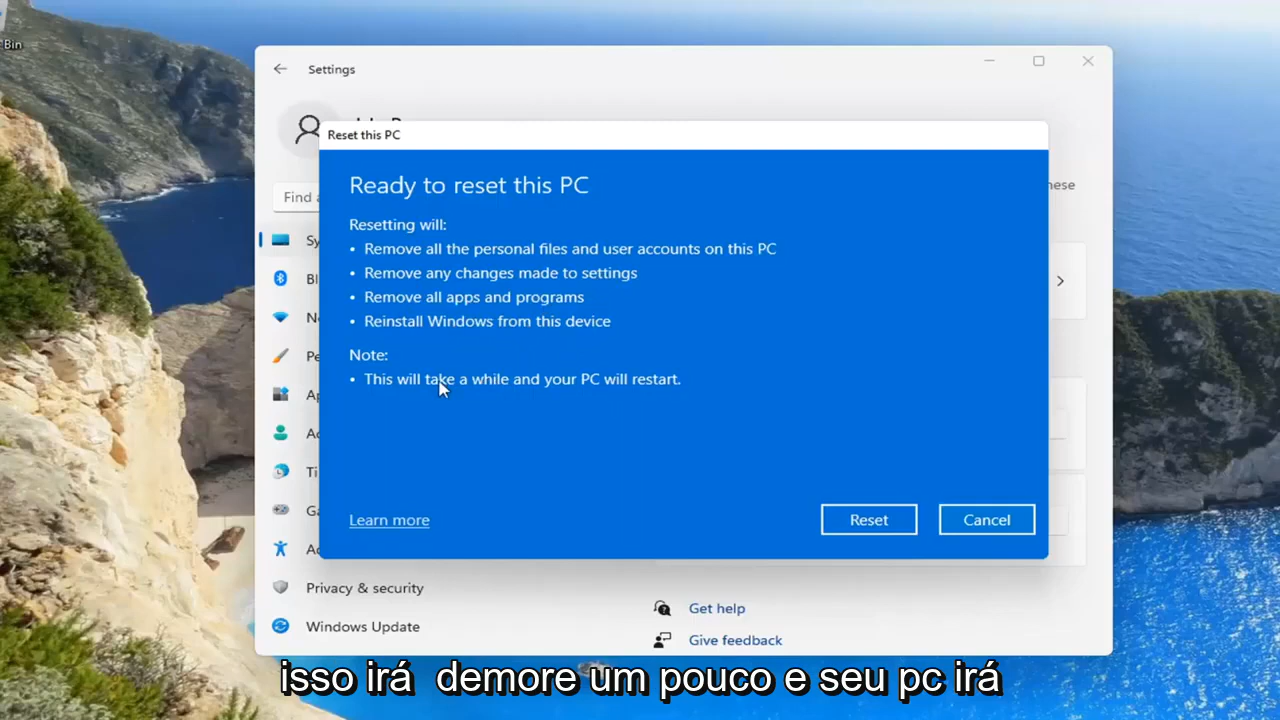 Bin
Settings
Reset this PC
Ready to reset this PC
Resetting will:
• Remove all the personal files and user accounts on this PC
• Remove any changes made to settings
• Remove all apps and programs
• Reinstall Windows from this device
Note:
• This will take a while and your PC will restart.
Learn more
Reset
Cancel
Find
Privacy & security
Windows Update
Get help
Give feedback
isso irá demore um pouco e seu pc irá